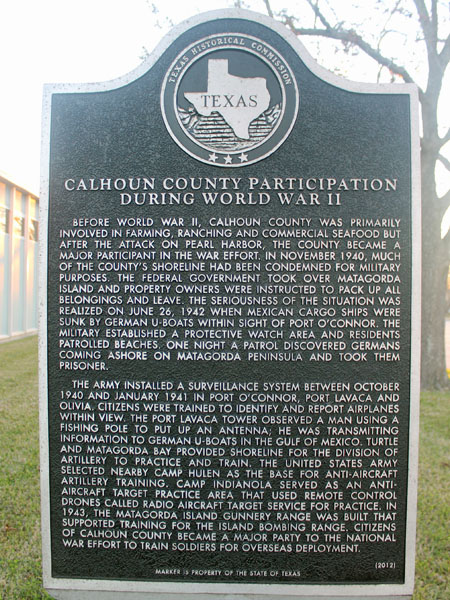 TEXAS HISTORICAL COMMISSION
TEXAS
CALHOUN COUNTY PARTICIPATION
DURING WORLD WAR II
BEFORE WORLD WAR II, CALHOUN COUNTY WAS PRIMARILY
INVOLVED IN FARMING, RANCHING AND COMMERCIAL SEAFOOD BUT
AFTER THE ATTACK ON PEARL HARBOR, THE COUNTY BECAME A
MAJOR PARTICIPANT IN THE WAR EFFORT. IN NOVEMBER 1940, MUCH
OF THE COUNTY'S SHORELINE HAD BEEN CONDEMNED FOR MILITARY
PURPOSES. THE FEDERAL GOVERNMENT TOOK OVER MATAGORDA
ISLAND AND PROPERTY OWNERS WERE INSTRUCTED TO PACK UP ALL
BELONGINGS AND LEAVE. THE SERIOUSNESS OF THE SITUATION WAS
REALIZED ON JUNE 26, 1942 WHEN MEXICAN CARGO SHIPS WERE
SUNK BY GERMAN U-BOATS WITHIN SIGHT OF PORT O'CONNOR. THE
MILITARY ESTABLISHED A PROTECTIVE WATCH AREA AND RESIDENTS
PATROLLED BEACHES. ONE NIGHT A PATROL DISCOVERED GERMANS
COMING ASHORE ON MATAGORDA PENINSULA AND TOOK THEM
PRISONER.
THE ARMY INSTALLED A SURVEILLANCE SYSTEM BETWEEN OCTOBER
1940 AND JANUARY 1941 IN PORT O'CONNOR, PORT LAVACA AND
OLIVIA. CITIZENS WERE TRAINED TO IDENTIFY AND REPORT AIRPLANES
WITHIN VIEW. THE PORT LAVACA TOWER OBSERVED A MAN USING A
FISHING POLE TO PUT UP AN ANTENNA; HE WAS TRANSMITTING
INFORMATION TO GERMAN U-BOATS IN THE GULF OF MEXICO. TURTLE
AND MATAGORDA BAY PROVIDED SHORELINE FOR THE DIVISION OF
ARTILLERY TO PRACTICE AND TRAIN. THE UNITED STATES ARMY
SELECTED NEARBY CAMP HULEN AS THE BASE FOR ANTI-AIRCRAFT
ARTILLERY TRAINING. CAMP INDIANOLA SERVED AS AN ANTI-
AIRCRAFT TARGET PRACTICE AREA THAT USED REMOTE CONTROL
DRONES CALLED RADIO AIRCRAFT TARGET SERVICE FOR PRACTICE. IN
1943, THE MATAGORDA ISLAND GUNNERY RANGE WAS BUILT THAT
SUPPORTED TRAINING FOR THE ISLAND BOMBING RANGE. CITIZENS
OF CALHOUN COUNTY BECAME A MAJOR PARTY TO THE NATIONAL
WAR EFFORT TO TRAIN SOLDIERS FOR OVERSEAS DEPLOYMENT.
(2012)
MARKER IS PROPERTY OF THE STATE OF TEXAS